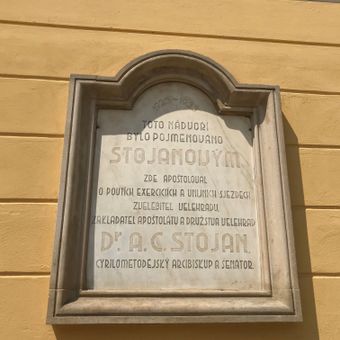 TOTO NÁDVOŘÍ
BYLO POJMENOVÁNO
STOJANOVÝM.
ZDE APOŠTOLOVAL
O POUTÍCH EXERCICIÍCH A UNIJNÍCH SJEZDECH
ZVELEBITEL VELEHRADU,
ZAKLADATEL APOŠTOLÁTU A DRUŽSTVA VELEHRAD
Dr. A. C. STOJAN,
CYRILOMETODĚJSKÝ ARCIBISKUP A SENÁTOR.